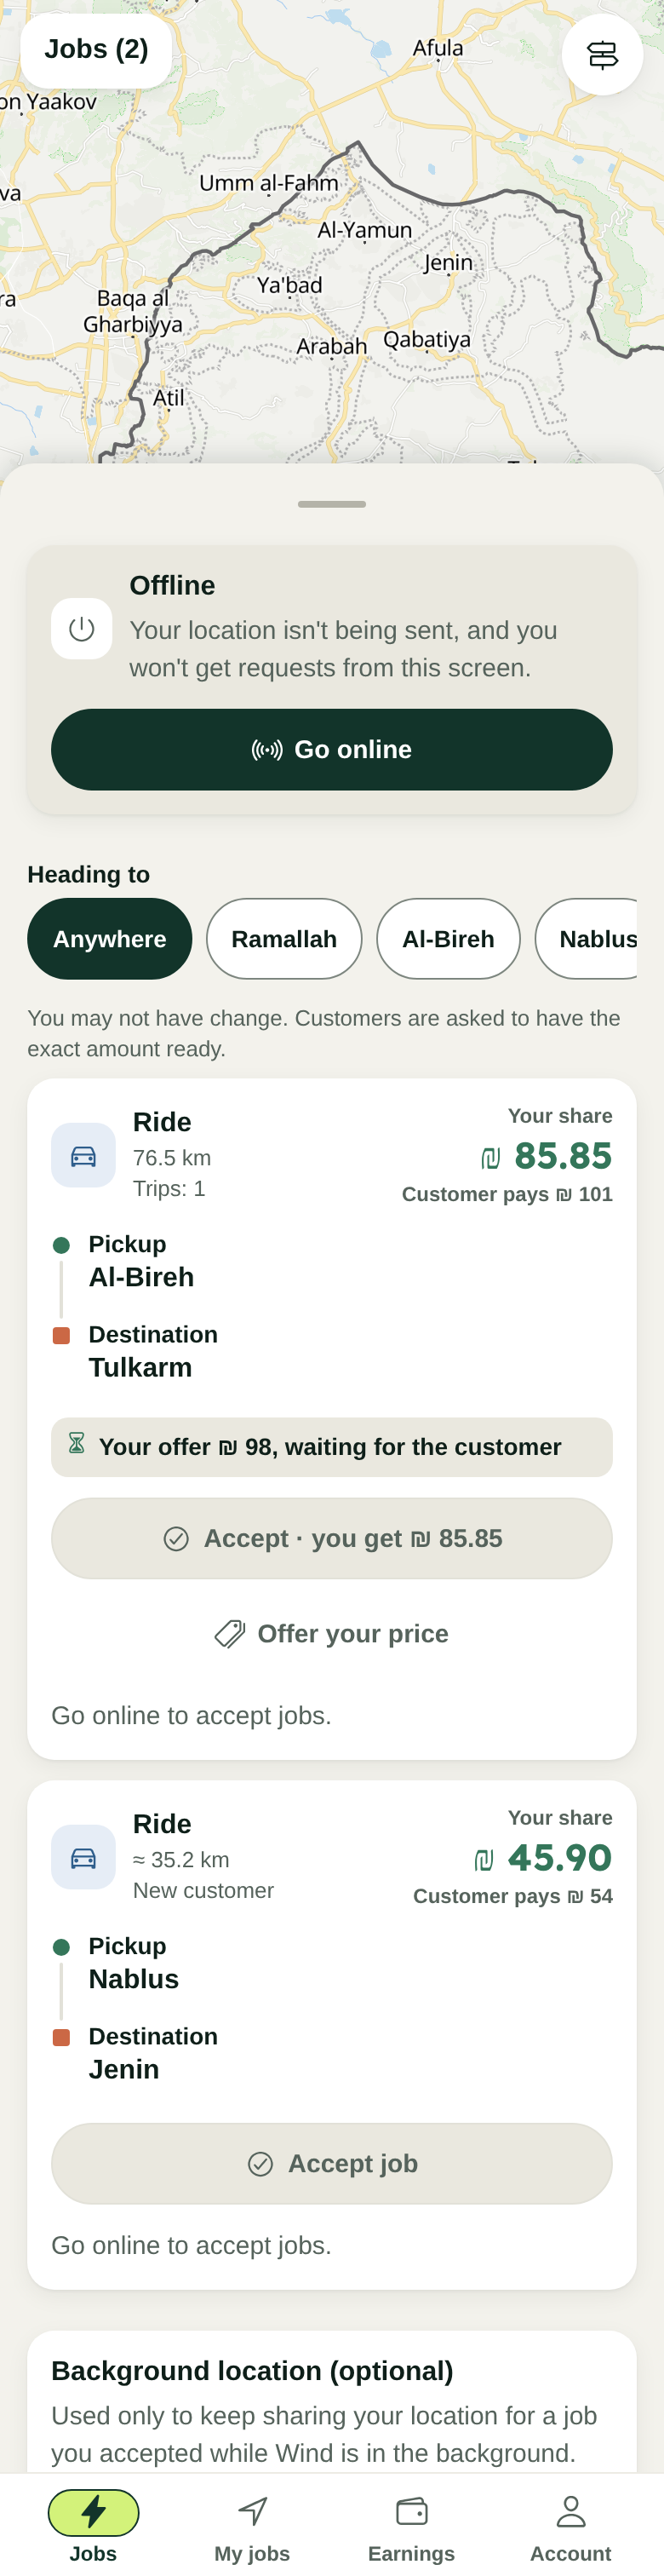 Jobs (2)
Afula
on Yaakov
va
Umm al-Fahm
Al-Yamun
Jenin
Ya'bad
ra
Baqa al
Gharbiyya
Arabah
Qabatiya
Atil
Offline
Your location isn't being sent, and you
won't get requests from this screen.
Go online
Heading to
Anywhere
Ramallah
Al-Bireh
Nablus
You may not have change. Customers are asked to have the
exact amount ready.
Ride
76.5 km
Trips: 1
Your share
₪ 85.85
Customer pays ₪ 101
Pickup
Al-Bireh
Destination
Tulkarm
Your offer ₪ 98, waiting for the customer
Accept · you get ₪ 85.85
Offer your price
Go online to accept jobs.
Ride
≈ 35.2 km
New customer
Your share
₪ 45.90
Customer pays ₪ 54
Pickup
Nablus
Destination
Jenin
Accept job
Go online to accept jobs.
Background location (optional)
Used only to keep sharing your location for a job
you accepted while Wind is in the background.
Jobs
My jobs
Earnings
Account